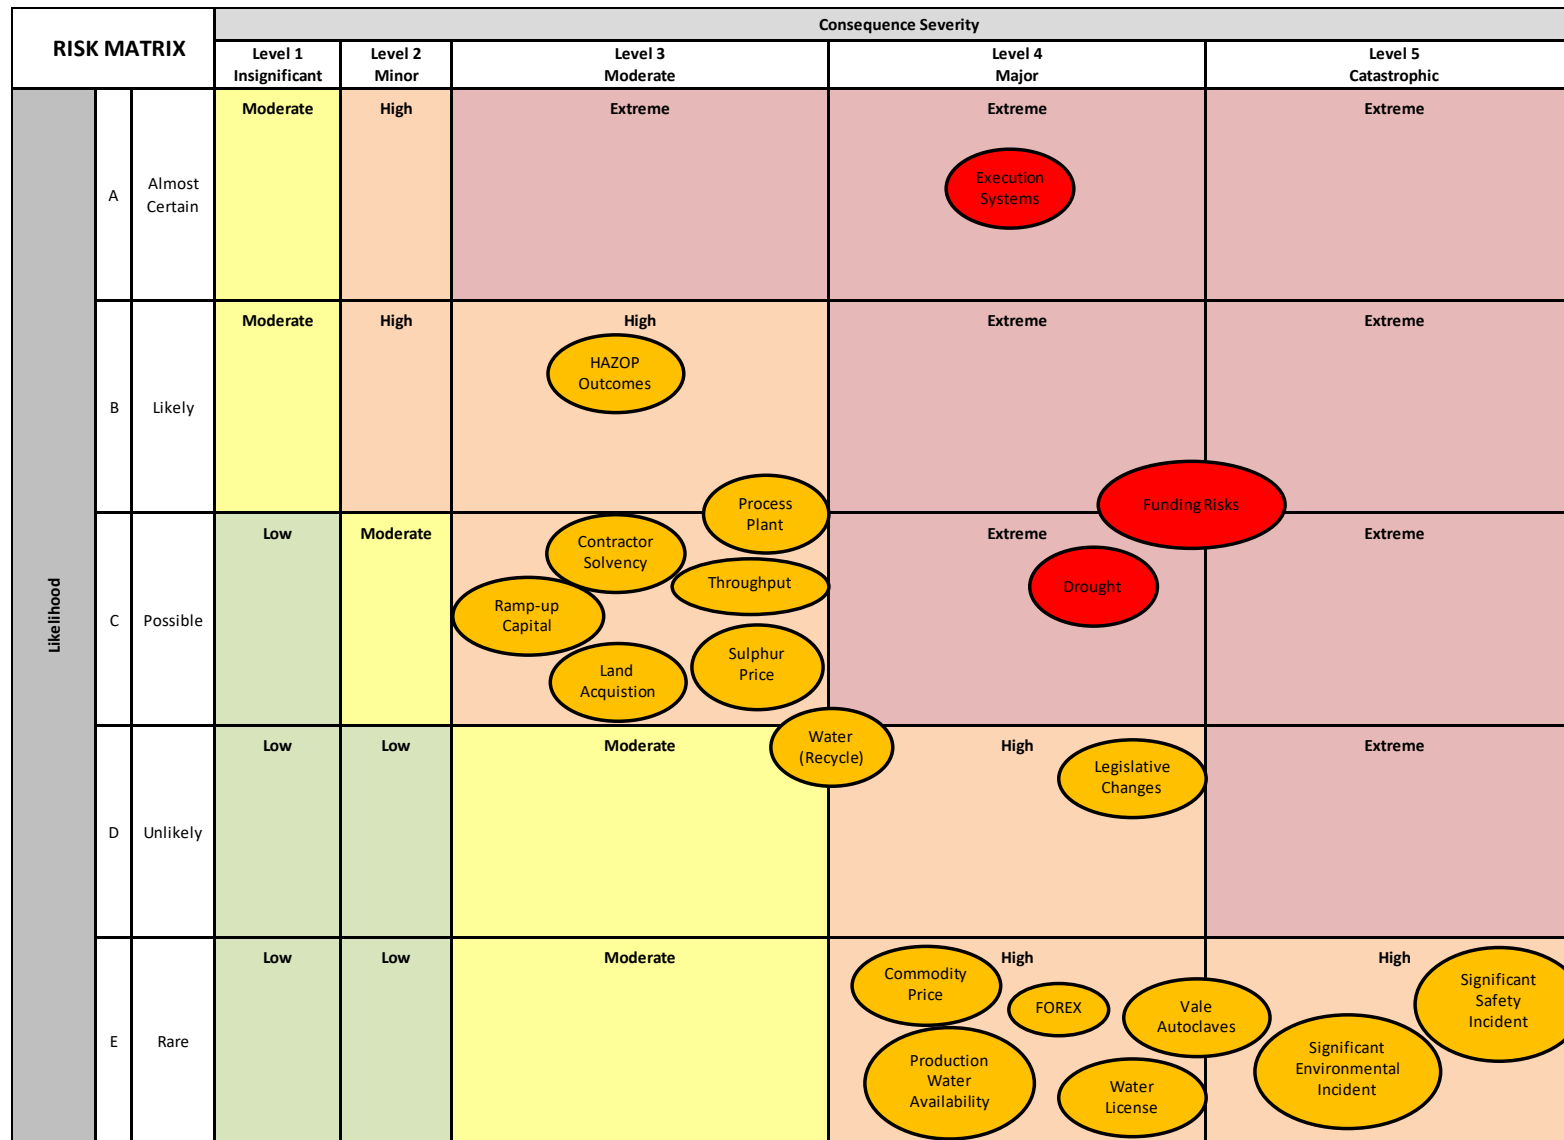 RISK MATRIX
Consequence Severity
Level 1
Insignificant
Level 2
Minor
Level 3
Moderate
Level 4
Major
Level 5
Catastrophic
Likelihood
A
Almost
Certain
Moderate
High
Extreme
Extreme
Execution
Systems
Extreme
B
Likely
Moderate
High
High
HAZOP
Outcomes
Process
Plant
Extreme
Funding Risks
Extreme
C
Possible
Low
Moderate
Contractor
Solvency
Throughput
Ramp-up
Capital
Land
Acquistion
Sulphur
Price
Extreme
Drought
Extreme
D
Unlikely
Low
Low
Moderate
Water
(Recycle)
High
Legislative
Changes
Extreme
E
Rare
Low
Low
Moderate
High
Commodity
Price
FOREX
Vale
Autoclaves
Production
Water
Availability
Water
License
High
Significant
Safety
Incident
Significant
Environmental
Incident